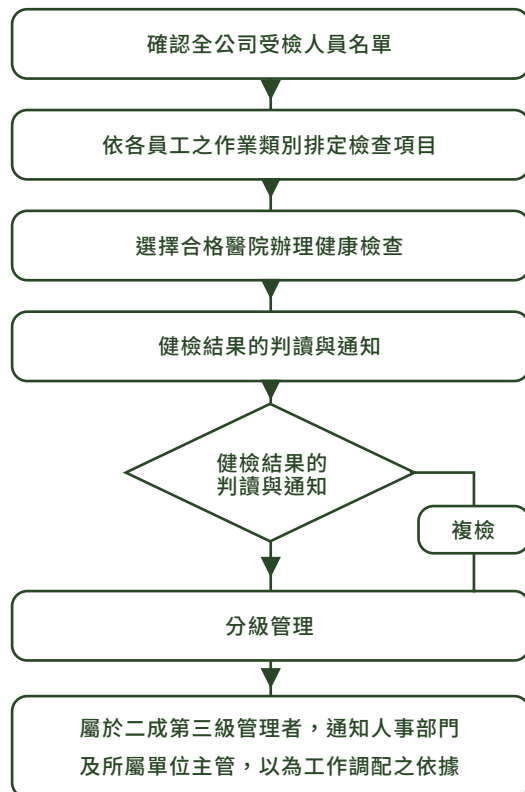 確認全公司受檢人員名單
依各員工之作業類別排定檢查項目
選擇合格醫院辦理健康檢查
健檢結果的判讀與通知
健檢結果的
判讀與通知
複檢
分級管理
屬於二成第三級管理者，通知人事部門
及所屬單位主管，以為工作調配之依據